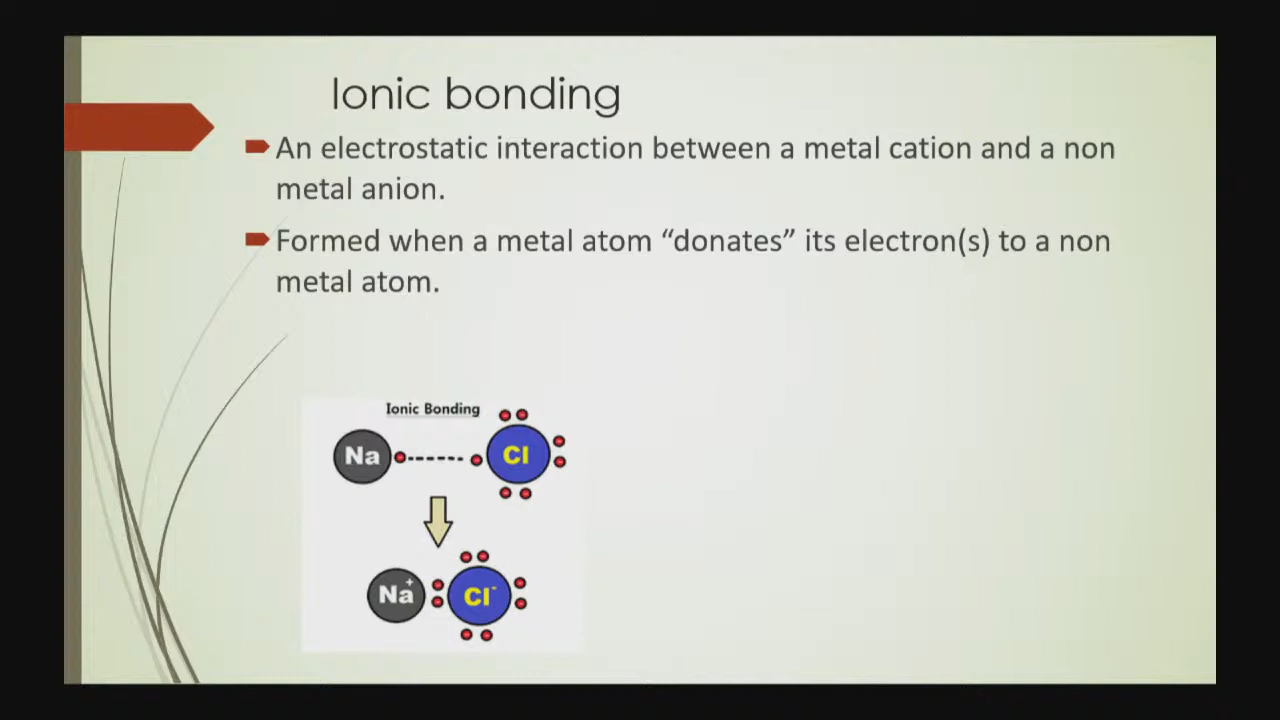 Ionic bonding
An electrostatic interaction between a metal cation and a non
metal anion.
Formed when a metal atom “donates” its electron(s) to a non
metal atom.
Ionic Bonding
Na
Cl
Na+
Cl-